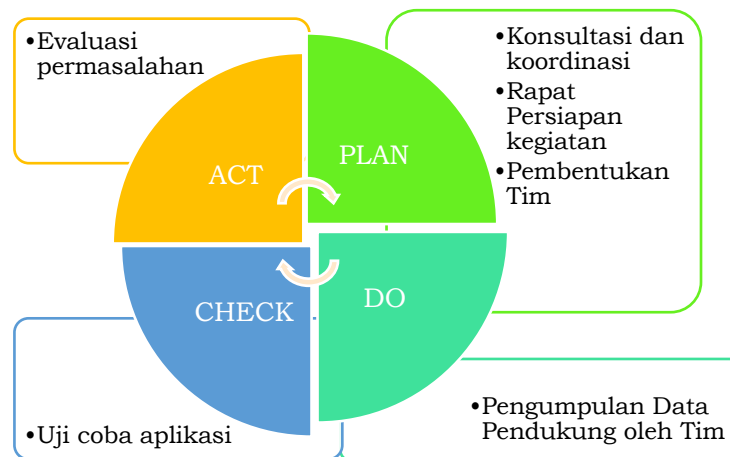 •Evaluasi
permasalahan
•Konsultasi dan
koordinasi
•Rapat
Persiapan
kegiatan
•Pembentukan
Tim
ACT
PLAN
CHECK
DO
•Uji coba aplikasi
•Pengumpulan Data
Pendukung oleh Tim